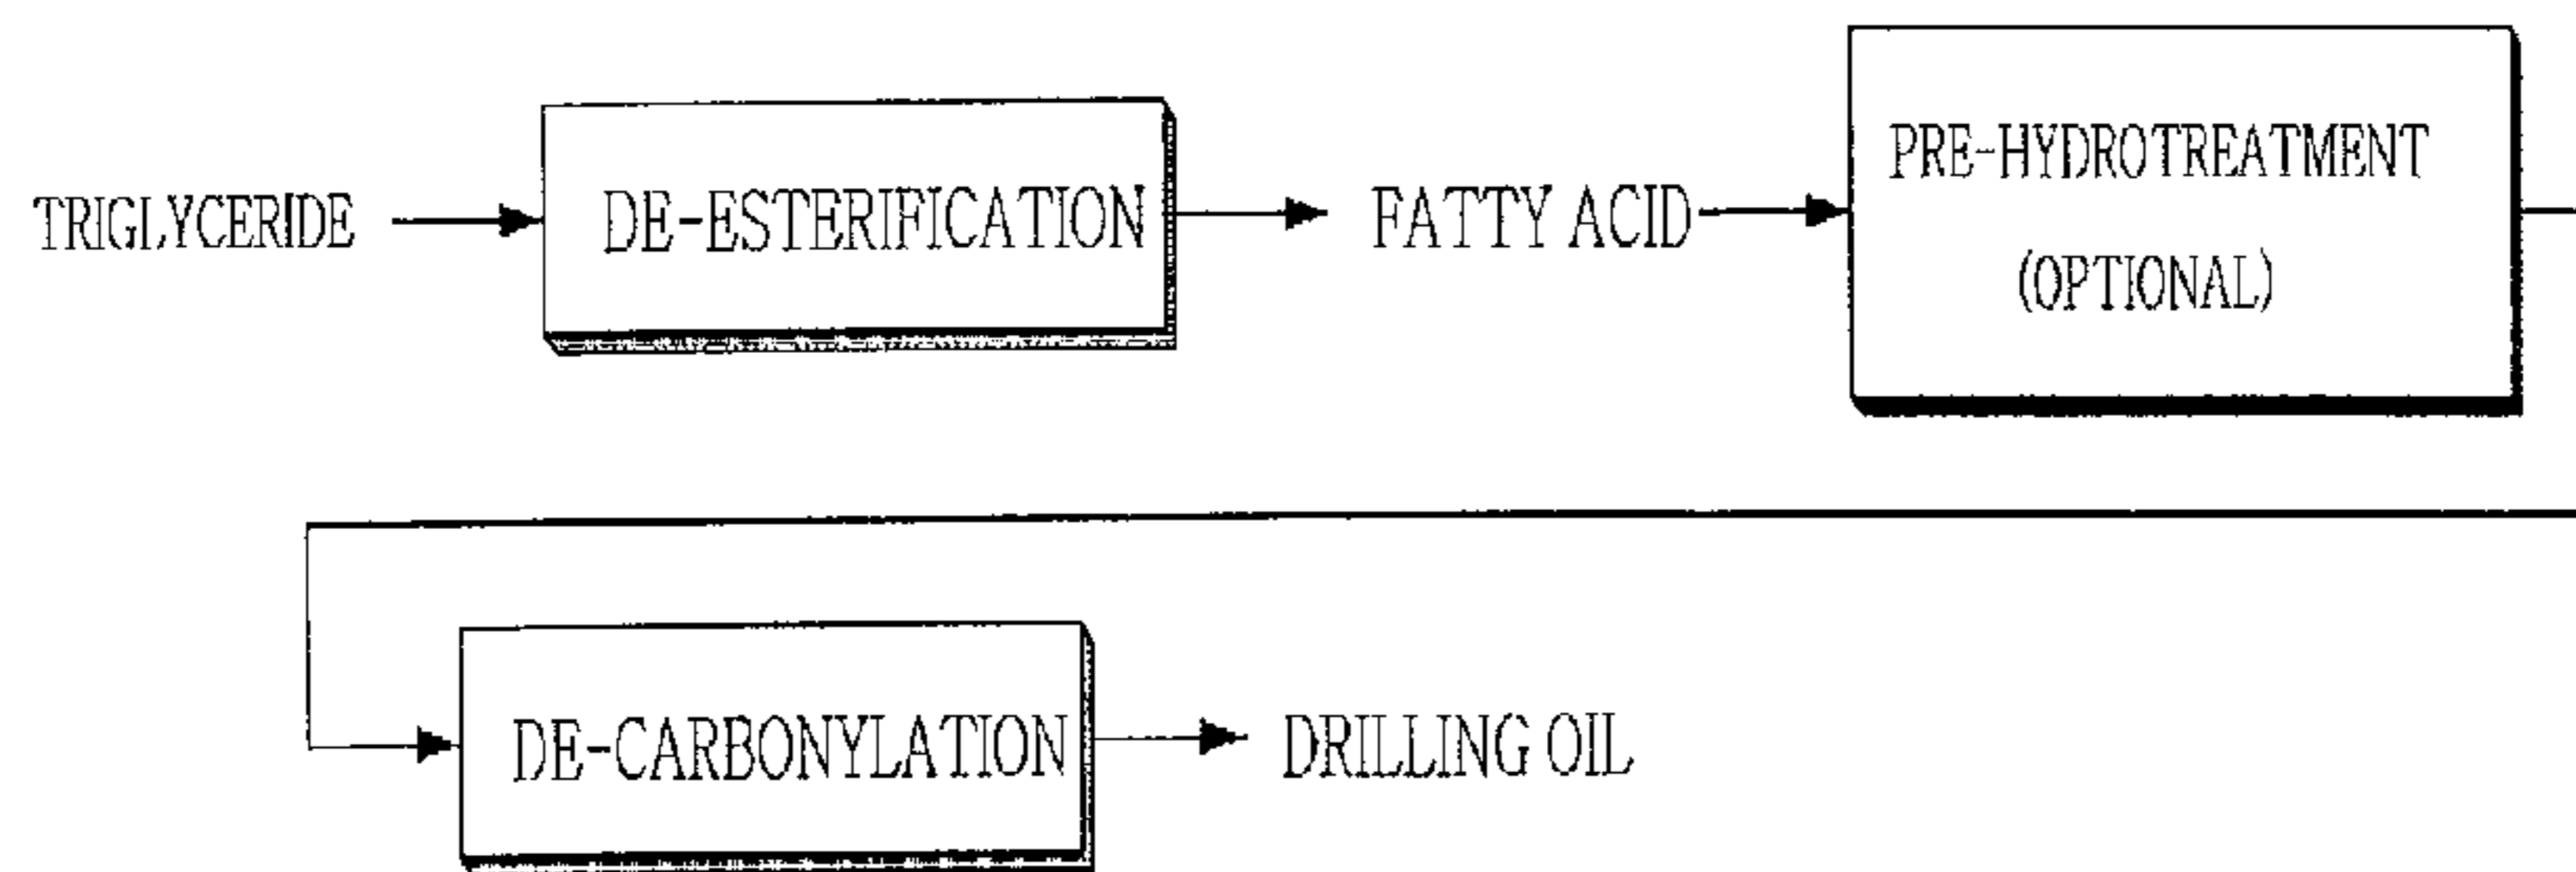 TRIGLYCERIDE
DE-ESTERIFICATION
FATTY ACID
PRE-HYDROTREATMENT
(OPTIONAL)
DE-CARBONYLATION
DRILLING OIL